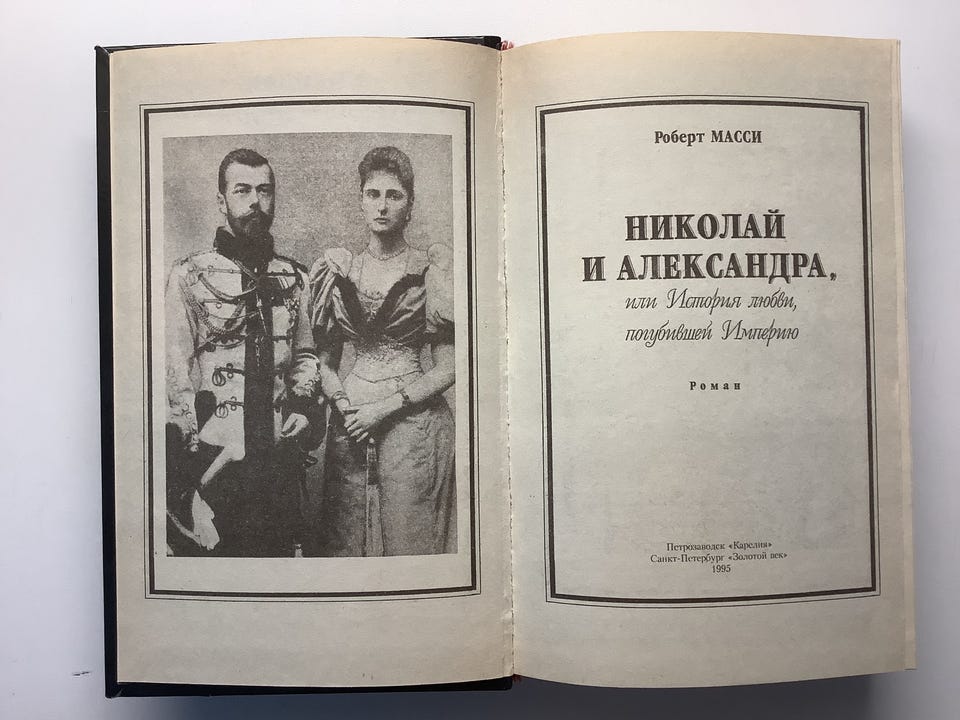 Роберт МАССИ
НИКОЛАЙ
И АЛЕКСАНДРА,
или История любви,
погубившей Империю
Роман
Петрозаводск «Карелия»
Санкт-Петербург «Золотой век»
1995